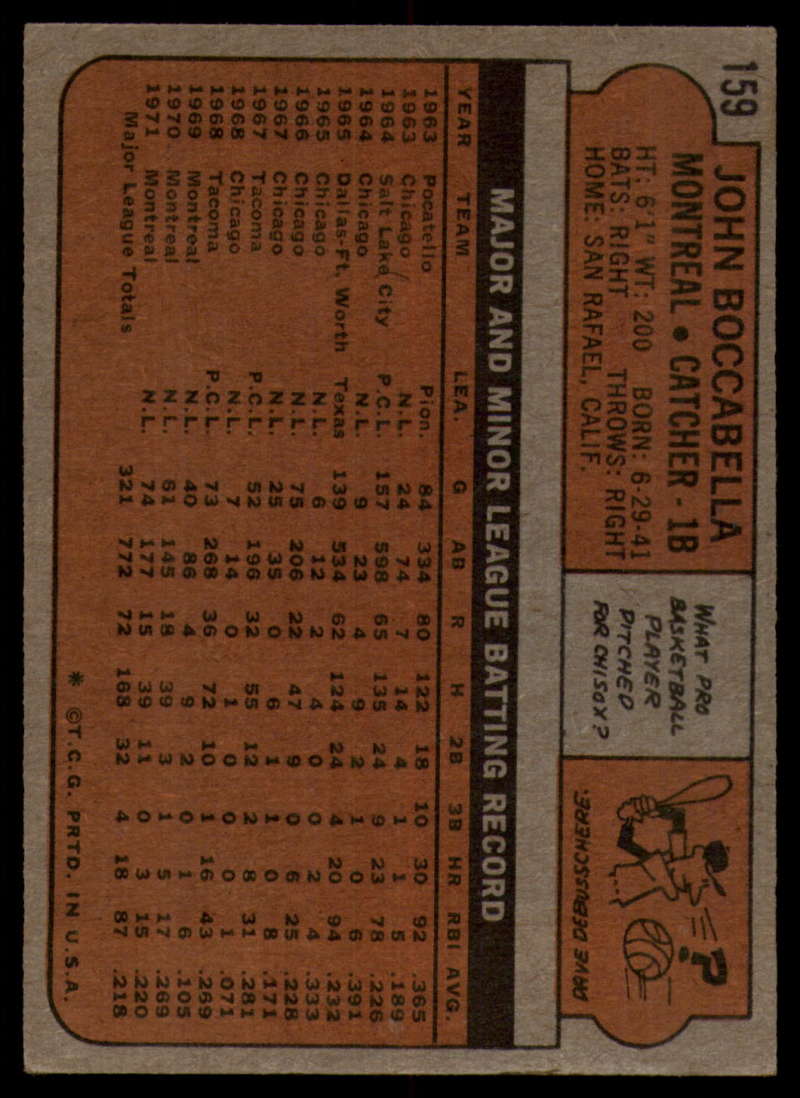 159
JOHN BOCCABELLA
MONTREAL • CATCHER - 1B
HT: 6'1" WT: 200 BORN: 6-29-41
BATS: RIGHT THROWS: RIGHT
HOME: SAN RAFAEL, CALIF.
WHAT PRO
BASKETBALL
PLAYER
PITCHED
FOR CHISOX?
?
DAVE DEBUSSCHERE.
MAJOR AND MINOR LEAGUE BATTING RECORD
YEAR TEAM LEA. G AB R H 2B 3B HR RBI AVG.
1963 Pocatello Pion. 84 334 80 122 18 10 30 92 .365
1963 Chicago N.L. 24 74 7 14 4 1 1 5 .189
1964 Salt Lake City P.C.L. 157 598 65 135 24 9 23 78 .226
1964 Chicago N.L. 9 23 4 9 2 1 0 6 .391
1965 Dallas-Ft. Worth Texas 139 534 62 124 24 4 20 94 .232
1965 Chicago N.L. 6 12 2 4 0 0 2 4 .333
1966 Chicago N.L. 75 206 22 47 9 0 6 25 .228
1967 Chicago N.L. 25 35 0 6 1 1 0 8 .171
1967 Tacoma P.C.L. 52 196 32 55 12 2 8 31 .281
1968 Chicago N.L. 7 14 0 1 0 0 0 1 .071
1968 Tacoma P.C.L. 73 268 36 72 10 1 16 43 .269
1969 Montreal N.L. 40 86 4 9 2 0 1 6 .105
1970 Montreal N.L. 61 145 18 39 3 1 5 17 .269
1971 Montreal N.L. 74 177 15 39 11 0 3 15 .220
Major League Totals 321 772 72 168 32 4 18 87 .218
* ©T.C.G. PRTD. IN U.S.A.